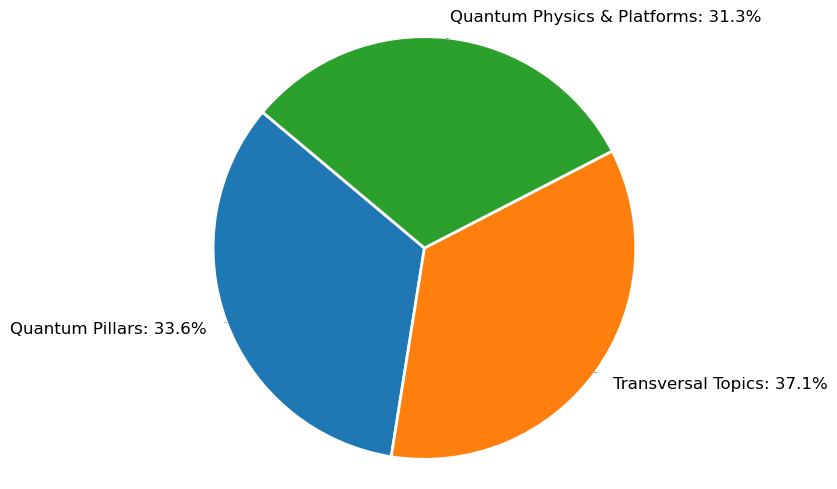 Quantum Physics & Platforms: 31.3%
Quantum Pillars: 33.6%
Transversal Topics: 37.1%